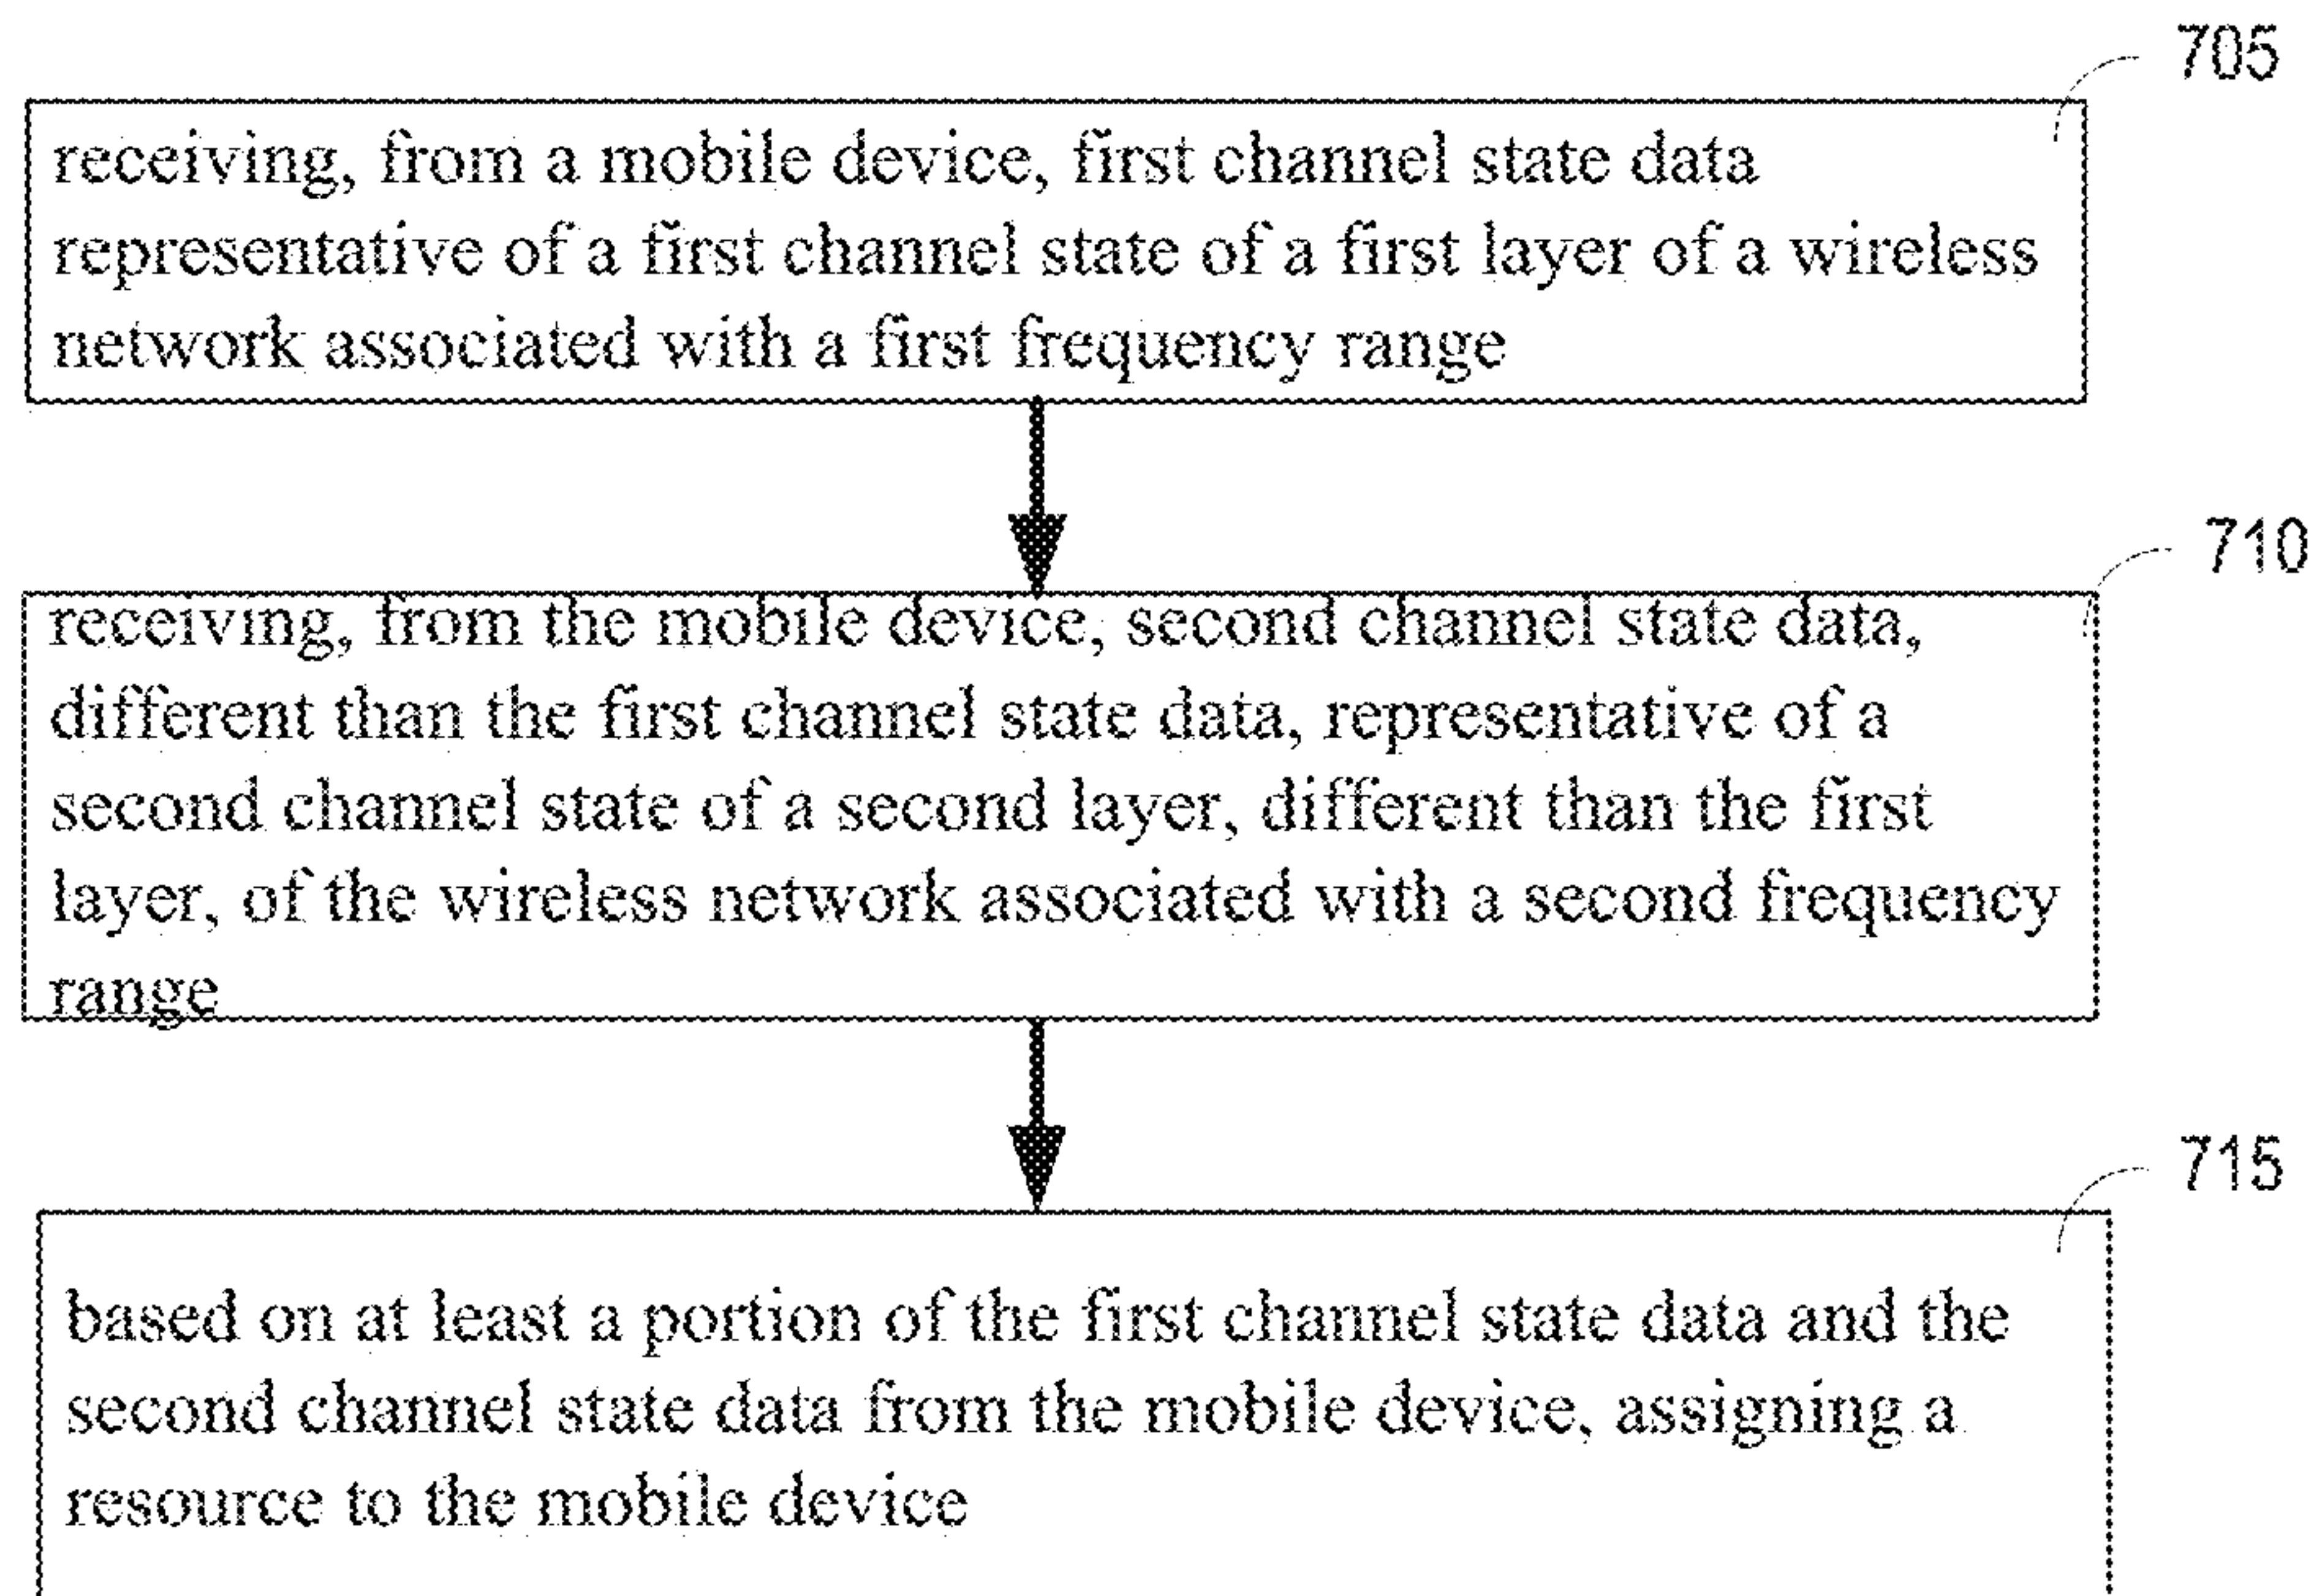 705
receiving, from a mobile device, first channel state data
representative of a first channel state of a first layer of a wireless
network associated with a first frequency range
710
receiving, from the mobile device, second channel state data,
different than the first channel state data, representative of a
second channel state of a second layer, different than the first
layer, of the wireless network associated with a second frequency
range
715
based on at least a portion of the first channel state data and the
second channel state data from the mobile device, assigning a
resource to the mobile device